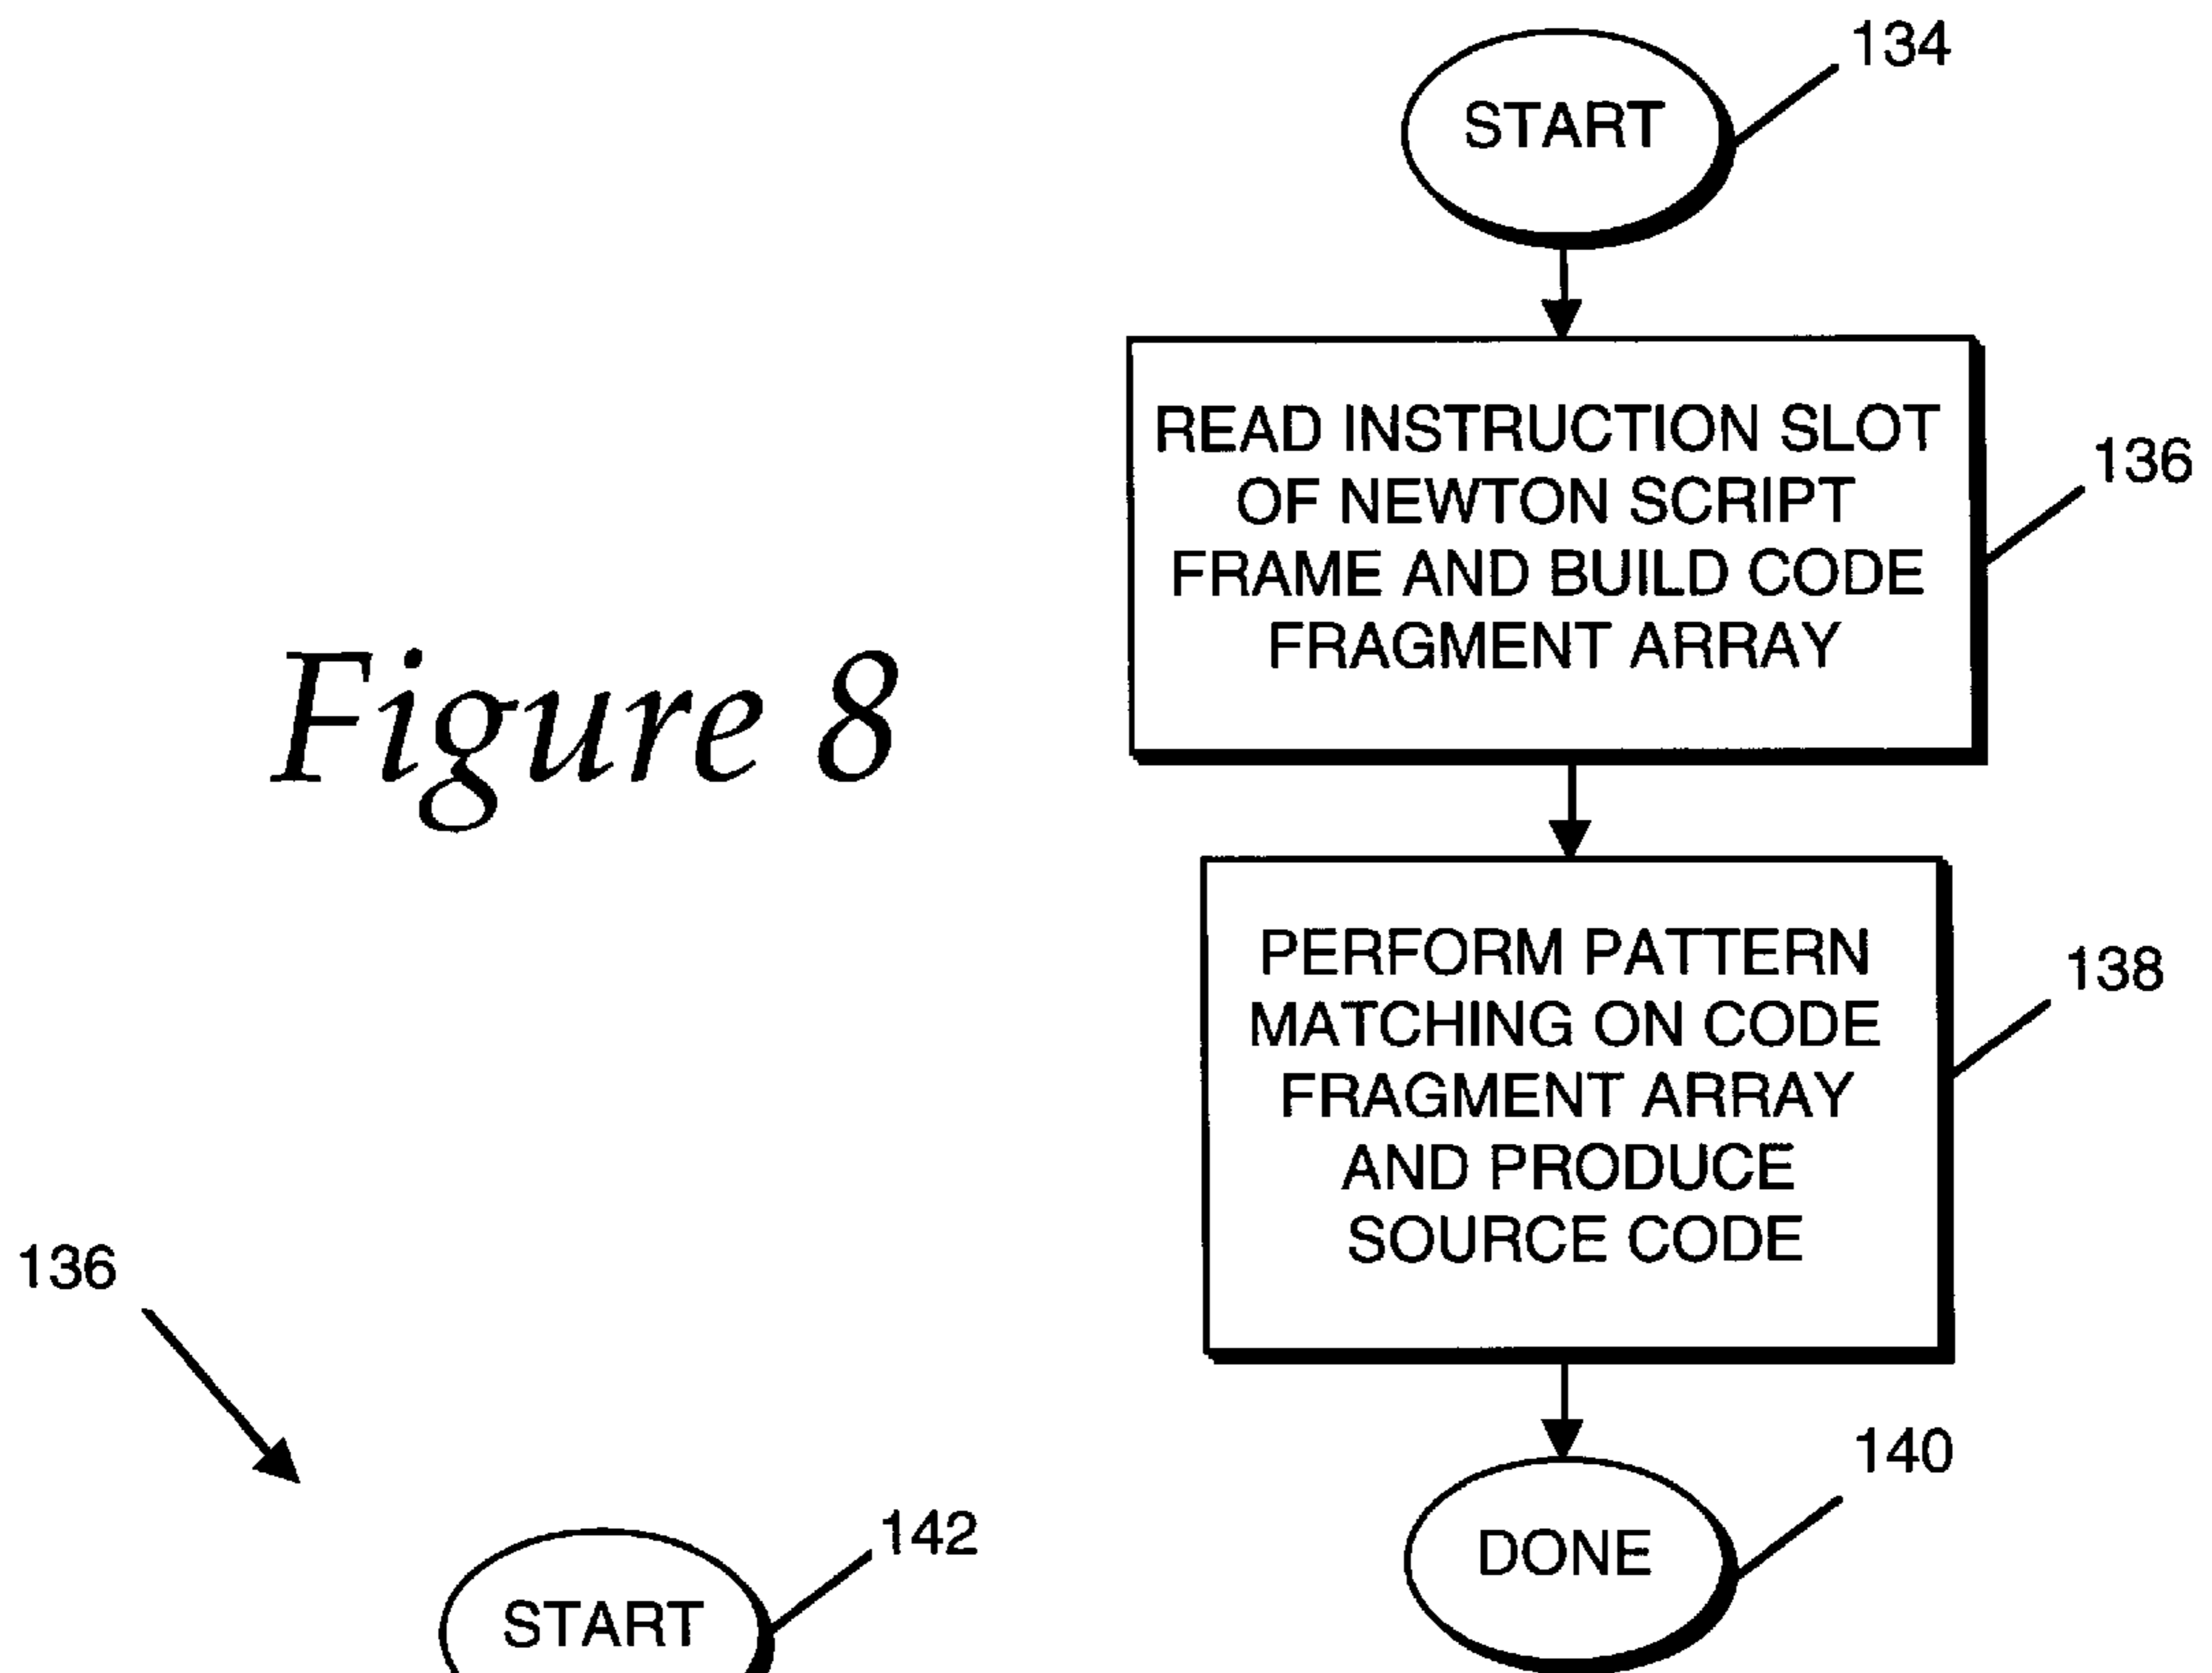 134
START
READ INSTRUCTION SLOT
OF NEWTON SCRIPT
FRAME AND BUILD CODE
FRAGMENT ARRAY
136
Figure 8
PERFORM PATTERN
MATCHING ON CODE
FRAGMENT ARRAY
AND PRODUCE
SOURCE CODE
138
136
140
DONE
142
START